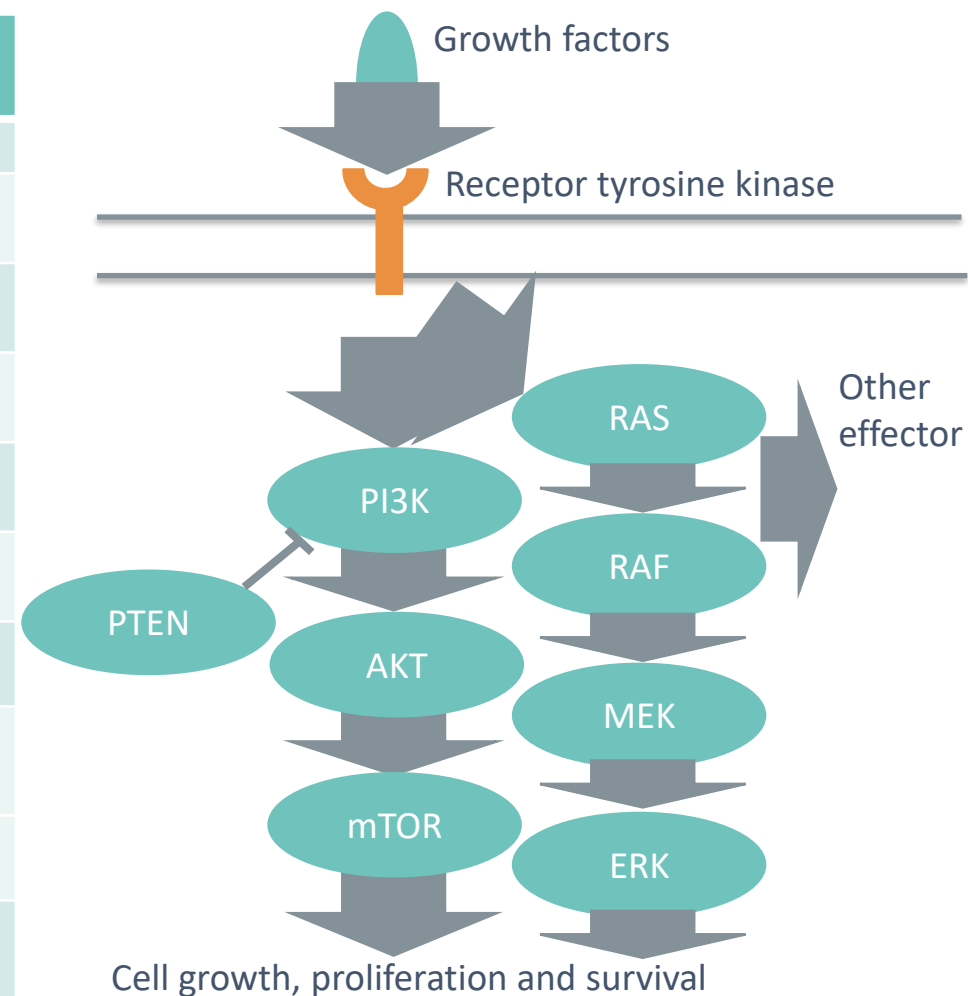 Growth factors
Receptor tyrosine kinase
RAS
Other
effector
PI3K
RAF
PTEN
AKT
MEK
mTOR
ERK
Cell growth, proliferation and survival